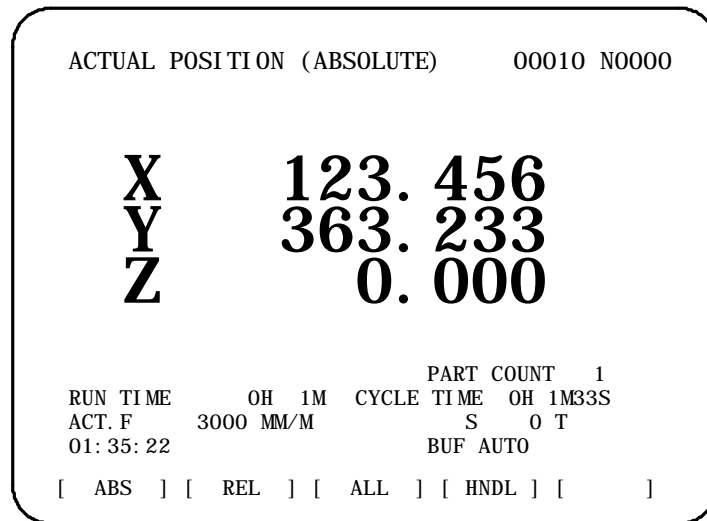 ACTUAL POSITION (ABSOLUTE) O0010 N0000
X 123. 456
Y 363. 233
Z 0. 000
PART COUNT 1
RUN TIME 0H 1M CYCLE TIME 0H 1M33S
ACT. F 3000 MM/M S 0 T
01:35:22 BUF AUTO
[ ABS ] [ REL ] [ ALL ] [ HNDL ] [ ]